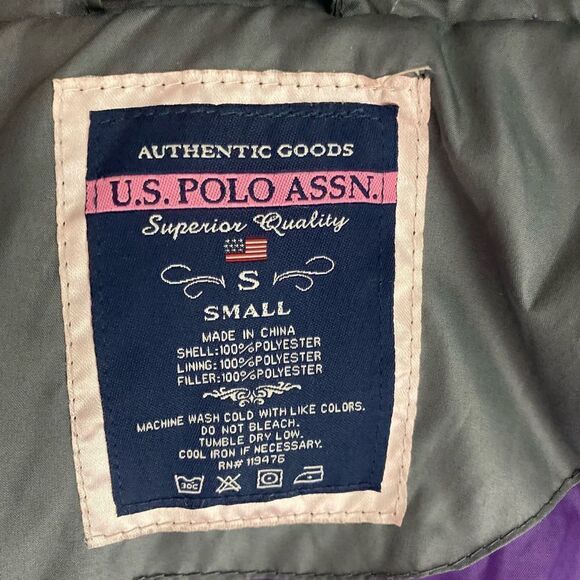 AUTHENTIC GOODS
U.S. POLO ASSN.
Superior Quality
S
SMALL
MADE IN CHINA
SHELL:100%POLYESTER
LINING:100%POLYESTER
FILLER:100%POLYESTER
MACHINE WASH COLD WITH LIKE COLORS.
DO NOT BLEACH.
TUMBLE DRY LOW.
COOL IRON IF NECESSARY.
RN# 119476
30C